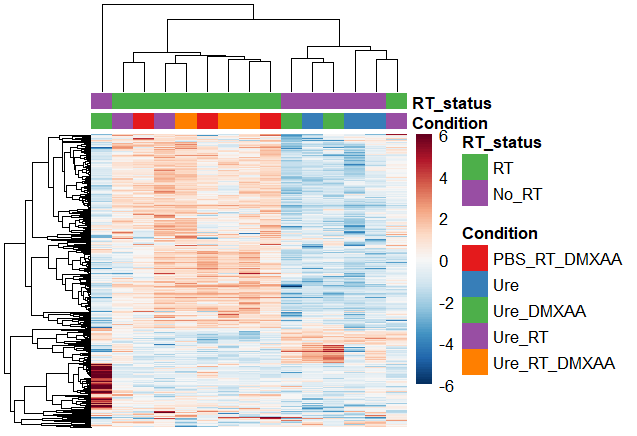 RT_status
Condition
6
4
2
0
-2
-4
-6
RT_status
RT
No_RT
Condition
PBS_RT_DMXAA
Ure
Ure_DMXAA
Ure_RT
Ure_RT_DMXAA